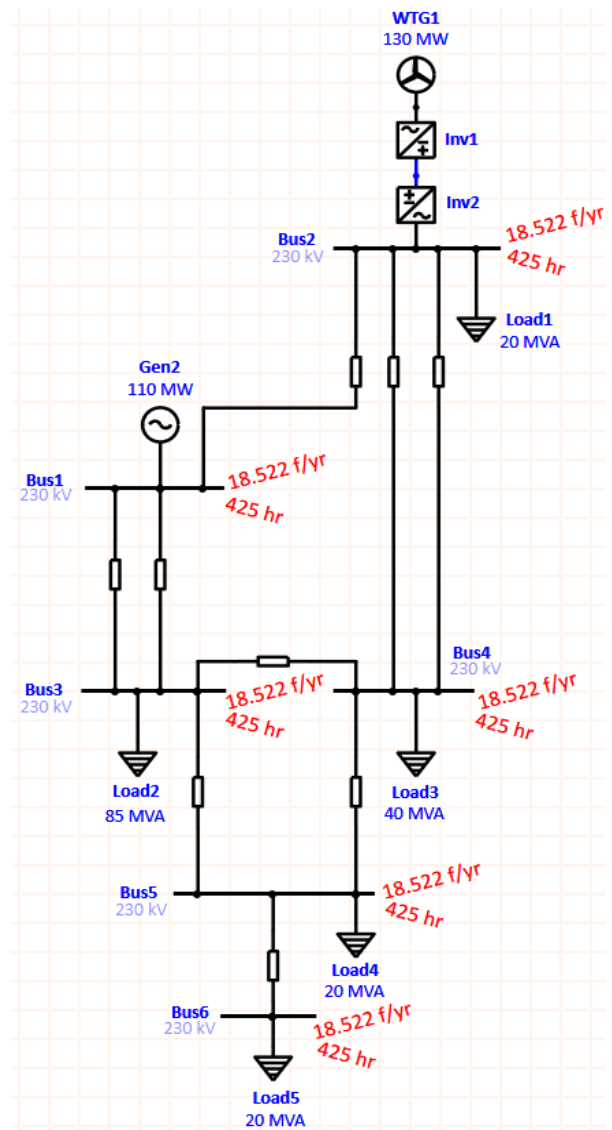 WTG1
130 MW
Inv1
Inv2
Bus2
230 kV
18.522 f/yr
425 hr
Load1
20 MVA
Gen2
110 MW
Bus1
230 kV
18.522 f/yr
425 hr
Bus3
230 kV
18.522 f/yr
425 hr
Bus4
230 kV
18.522 f/yr
425 hr
Load2
85 MVA
Load3
40 MVA
Bus5
230 kV
18.522 f/yr
425 hr
Load4
20 MVA
Bus6
230 kV
18.522 f/yr
425 hr
Load5
20 MVA